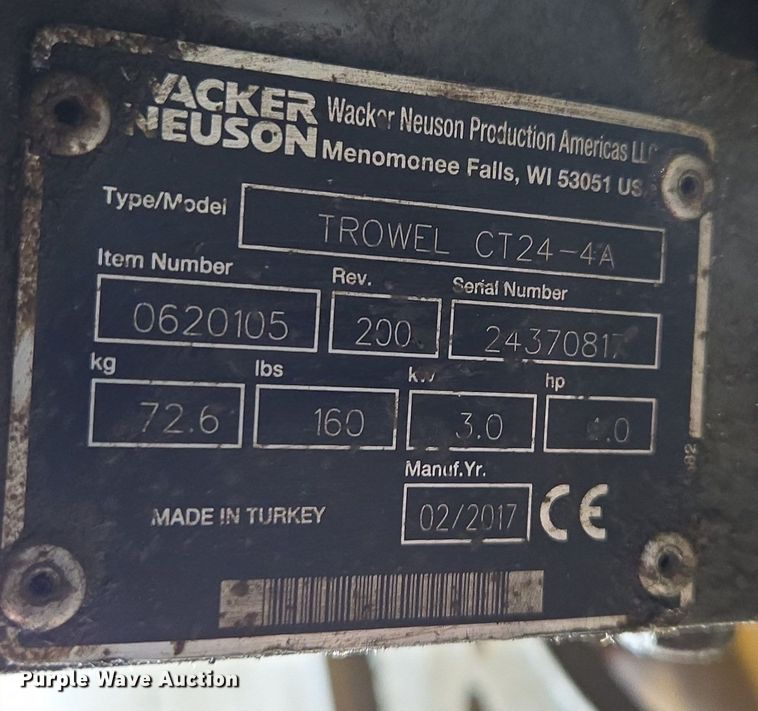 WACKER
NEUSON
Wacker Neuson Production Americas LLC
Menomonee Falls, WI 53051 US
Type/Model
TROWEL CT24-4A
Item Number
Rev.
Serial Number
0620105
200
24370817
kg
lbs
kW
hp
72.6
160
3.0
MADE IN TURKEY
Manuf.Yr.
02/2017
CE
Purple Wave Auction